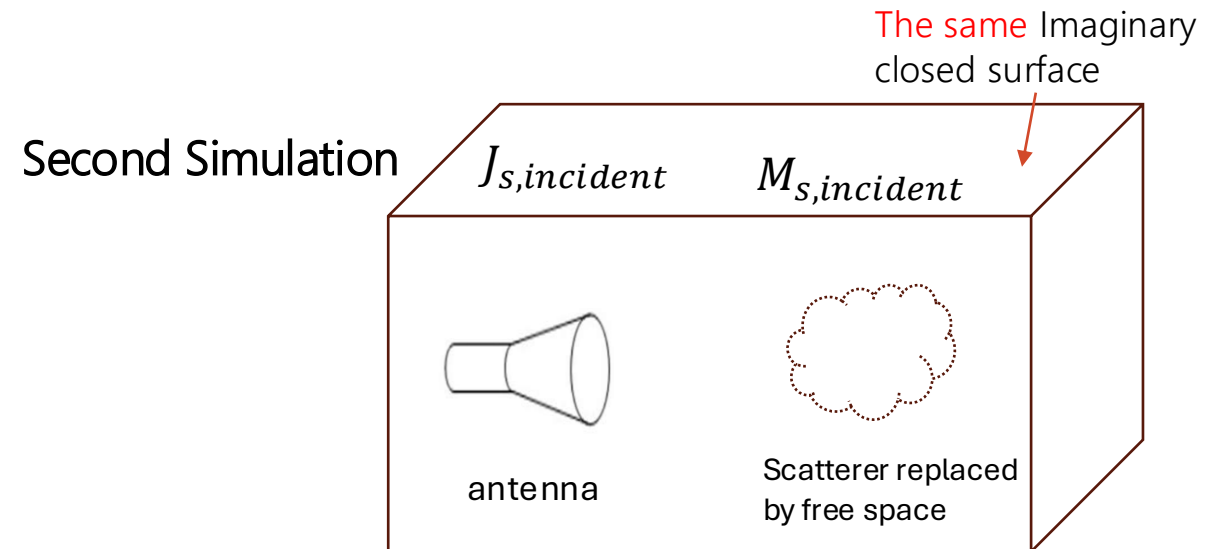 The same Imaginary
closed surface
Second Simulation
J_{s,incident}
M_{s,incident}
antenna
Scatterer replaced
by free space